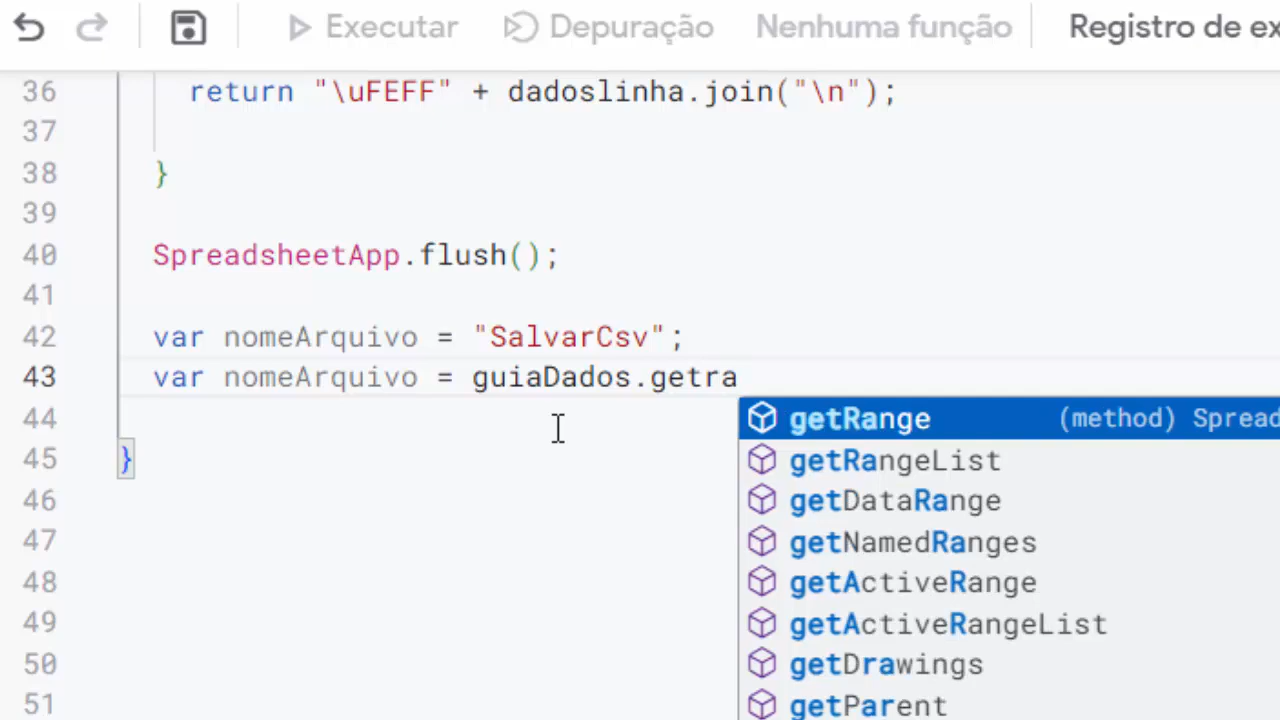 Executar Depuração Nenhuma função Registro de ex
36 return "\uFEFF" + dadoslinha.join("\n");
37
38 }
39
40 SpreadsheetApp.flush();
41
42 var nomeArquivo = "SalvarCsv";
43 var nomeArquivo = guiaDados.getra
44 getRange (method) Spread
45 } getRangeList
46 getDataRange
47 getNamedRanges
48 getActiveRange
49 getActiveRangeList
50 getDrawings
51 getParent